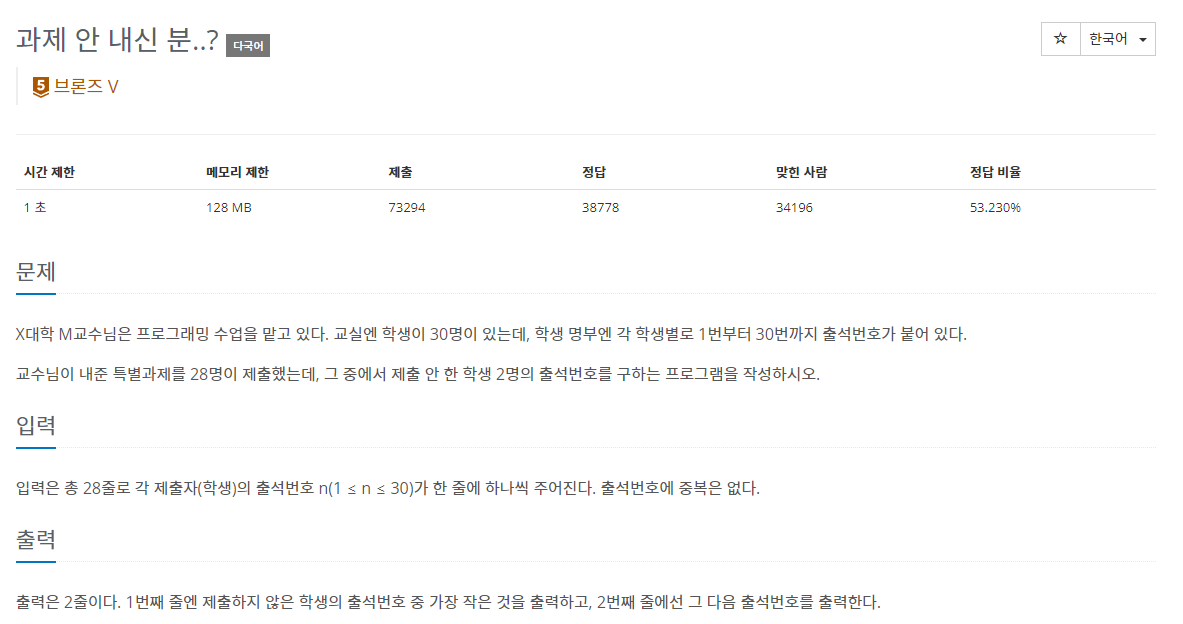 과제 안 내신 분..? 다국어
☆ 한국어
5 브론즈 V
시간 제한 메모리 제한 제출 정답 맞힌 사람 정답 비율
1 초 128 MB 73294 38778 34196 53.230%
문제
X대학 M교수님은 프로그래밍 수업을 맡고 있다. 교실엔 학생이 30명이 있는데, 학생 명부엔 각 학생별로 1번부터 30번까지 출석번호가 붙어 있다.
교수님이 내준 특별과제를 28명이 제출했는데, 그 중에서 제출 안 한 학생 2명의 출석번호를 구하는 프로그램을 작성하시오.
입력
입력은 총 28줄로 각 제출자(학생)의 출석번호 n(1 ≤ n ≤ 30)가 한 줄에 하나씩 주어진다. 출석번호에 중복은 없다.
출력
출력은 2줄이다. 1번째 줄엔 제출하지 않은 학생의 출석번호 중 가장 작은 것을 출력하고, 2번째 줄에선 그 다음 출석번호를 출력한다.